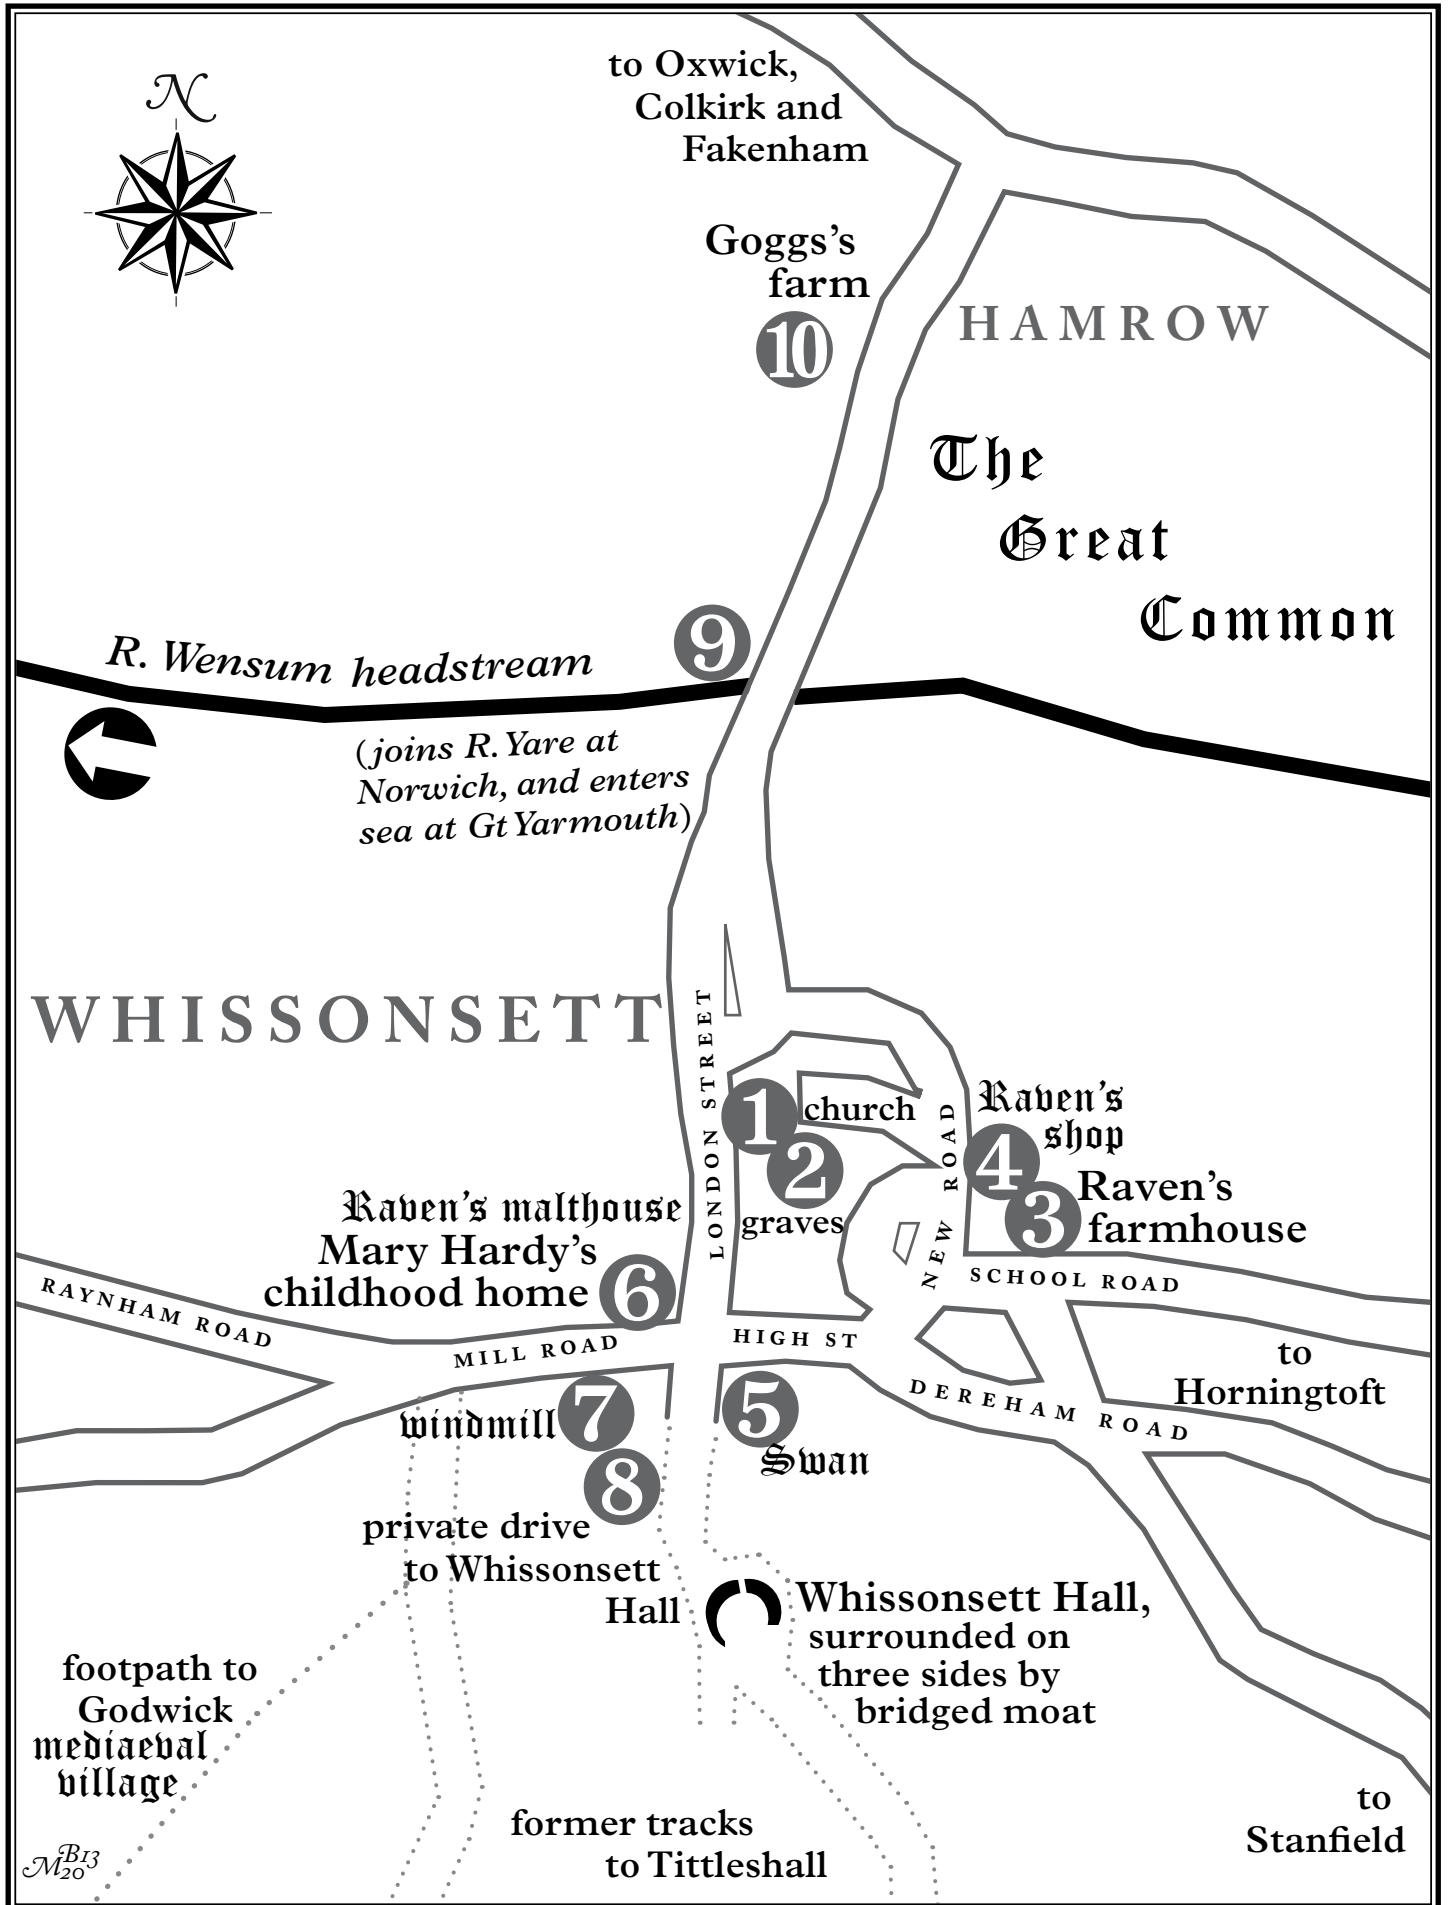 N
to Oxwick,
Colkirk and
Fakenham
Goggs's
farm
10
HAMROW
The
Great
Common
9
R. Wensum headstream
(joins R. Yare at
Norwich, and enters
sea at Gt Yarmouth)
WHISSONSETT
LONDON STREET
1
church
2
graves
NEW ROAD
Raven's
shop
4
3
Raven's
farmhouse
Raven's malthouse
Mary Hardy's
childhood home
6
SCHOOL ROAD
RAYNHAM ROAD
MILL ROAD
HIGH ST
to
Horningtoft
DEREHAM ROAD
windmill
7
5
Swan
8
private drive
to Whissonsett
Hall
Whissonsett Hall,
surrounded on
three sides by
bridged moat
footpath to
Godwick
mediaeval
village
former tracks
to Tittleshall
to
Stanfield
MB13
20